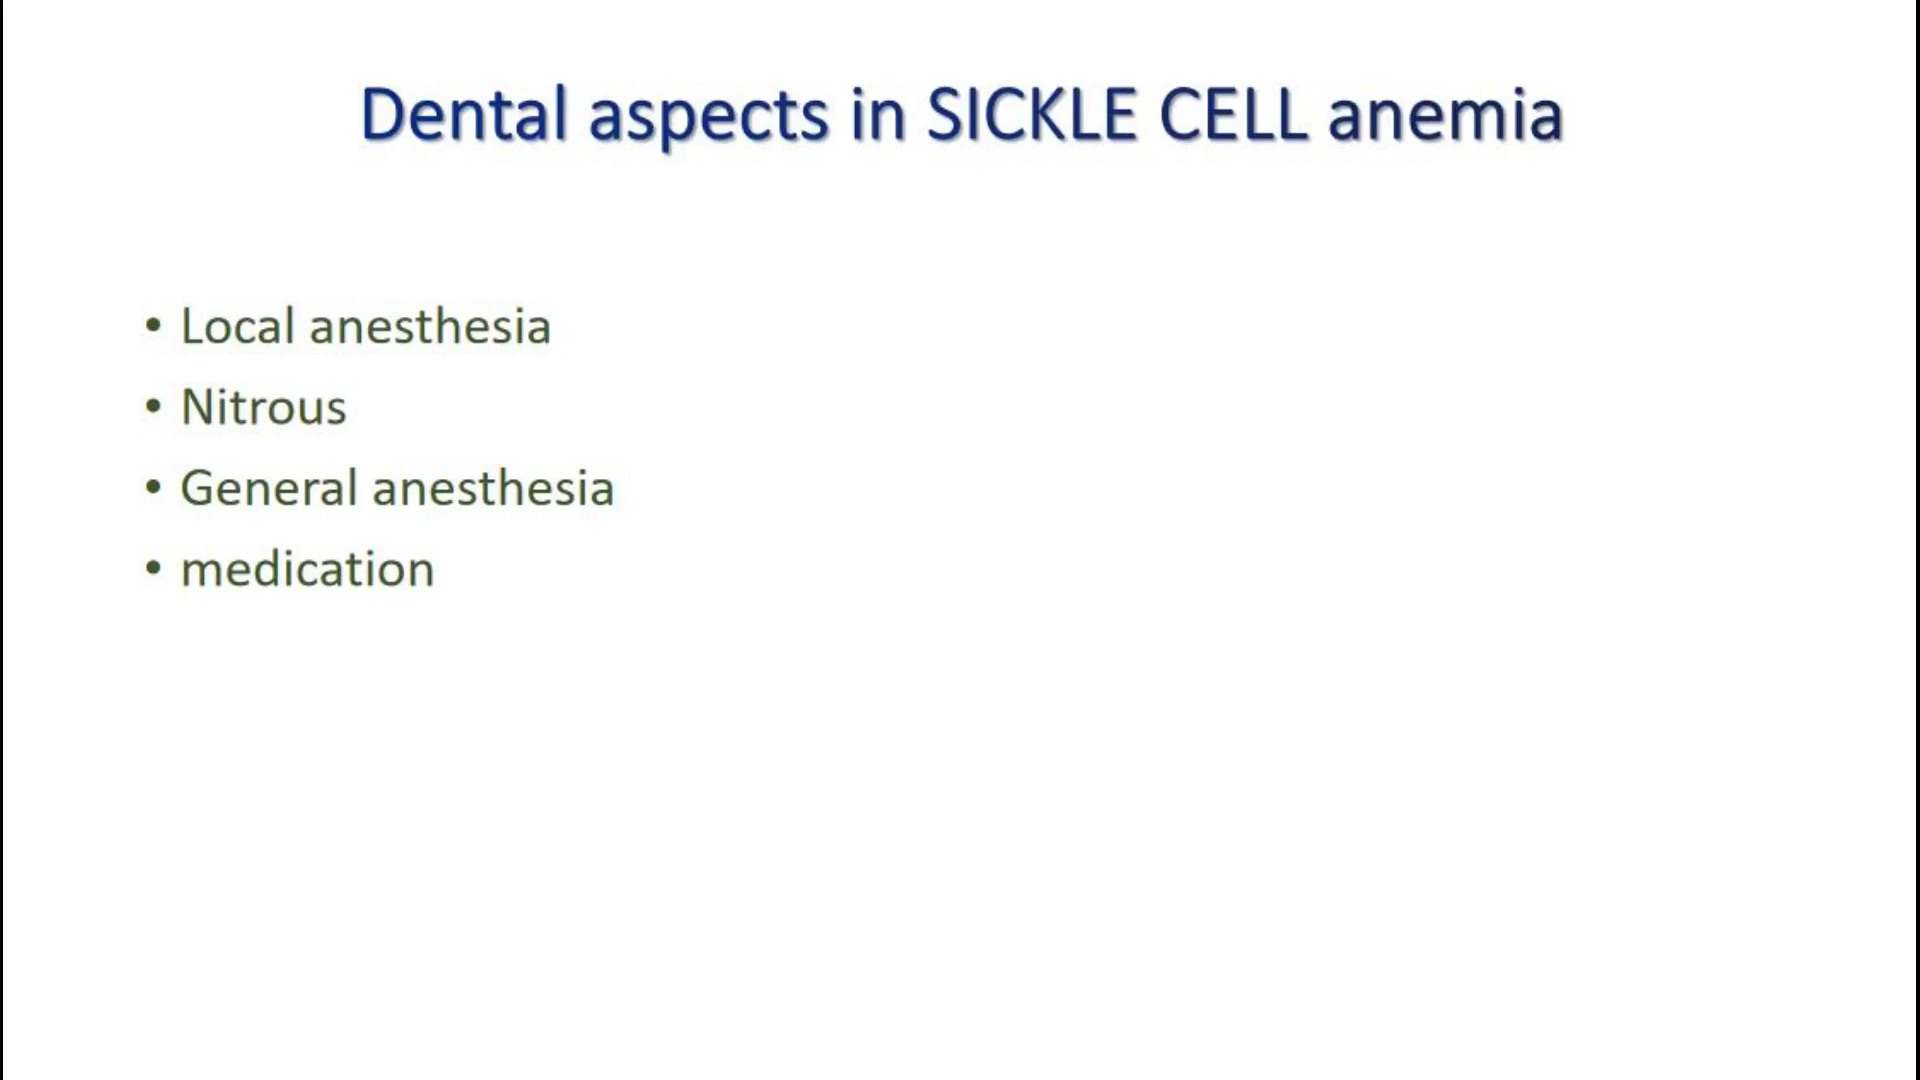 Dental aspects in SICKLE CELL anemia
• Local anesthesia
• Nitrous
• General anesthesia
• medication